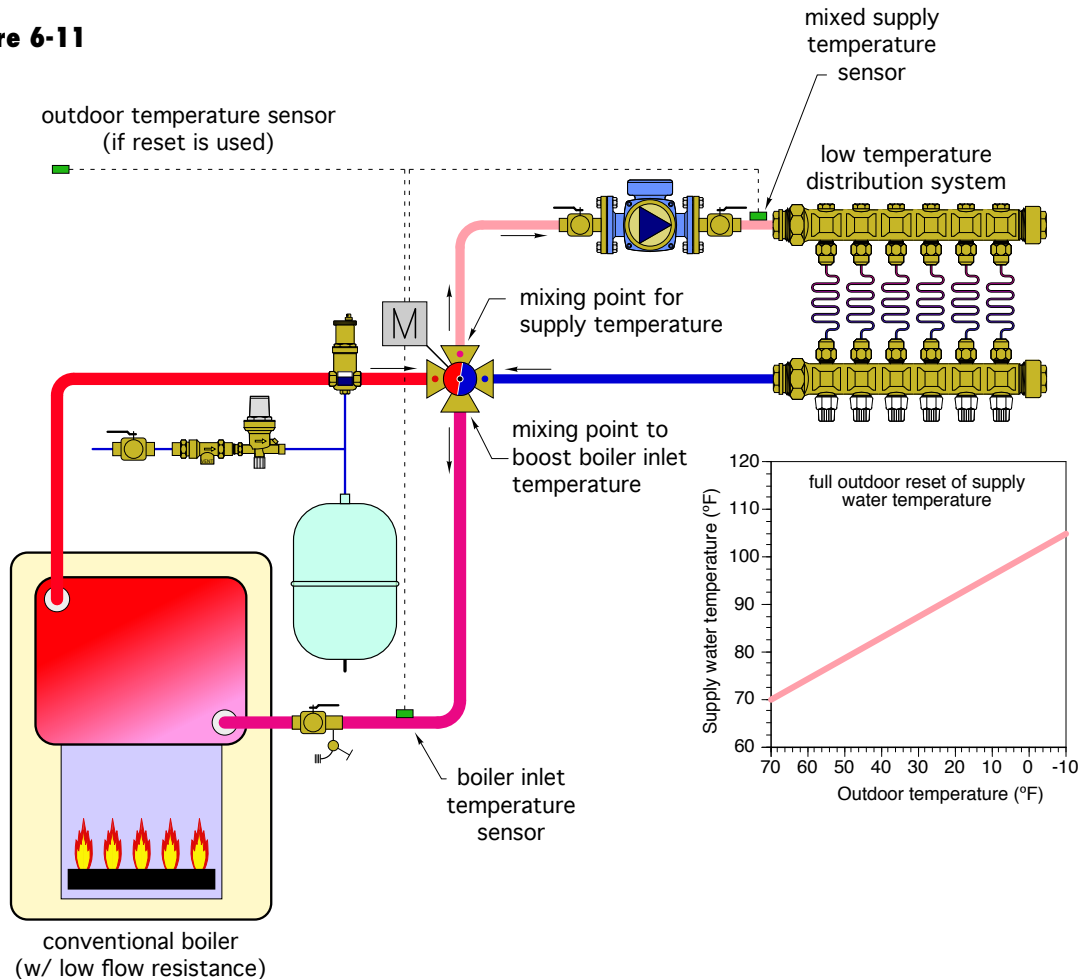 re 6-11
mixed supply
temperature
sensor
outdoor temperature sensor
(if reset is used)
low temperature
distribution system
M
mixing point for
supply temperature
mixing point to
boost boiler inlet
temperature
boiler inlet
temperature
sensor
conventional boiler
(w/ low flow resistance)
full outdoor reset of supply
water temperature
Supply water temperature (ºF)
120
110
100
90
80
70
60
70 60 50 40 30 20 10 0 -10
Outdoor temperature (ºF)